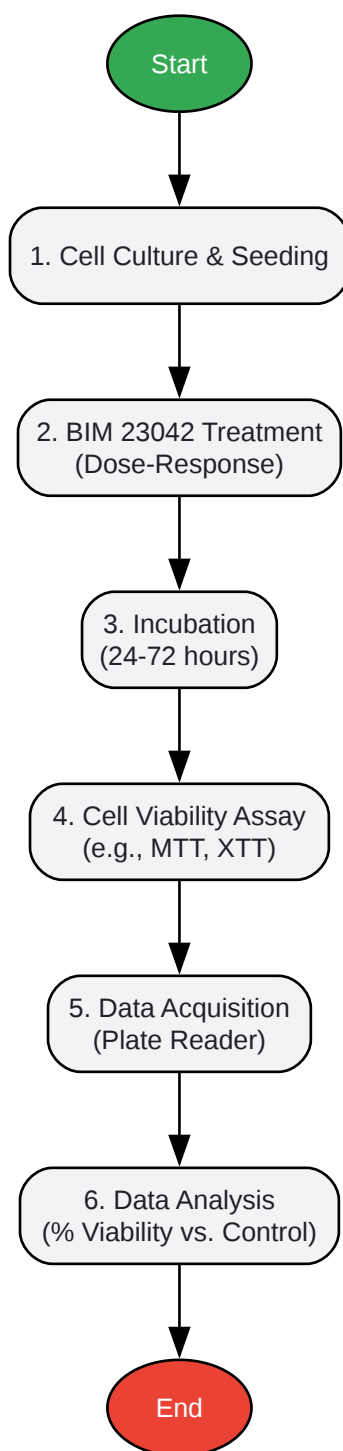 Start
1. Cell Culture & Seeding
2. BIM 23042 Treatment
(Dose-Response)
3. Incubation
(24-72 hours)
4. Cell Viability Assay
(e.g., MTT, XTT)
5. Data Acquisition
(Plate Reader)
6. Data Analysis
(% Viability vs. Control)
End